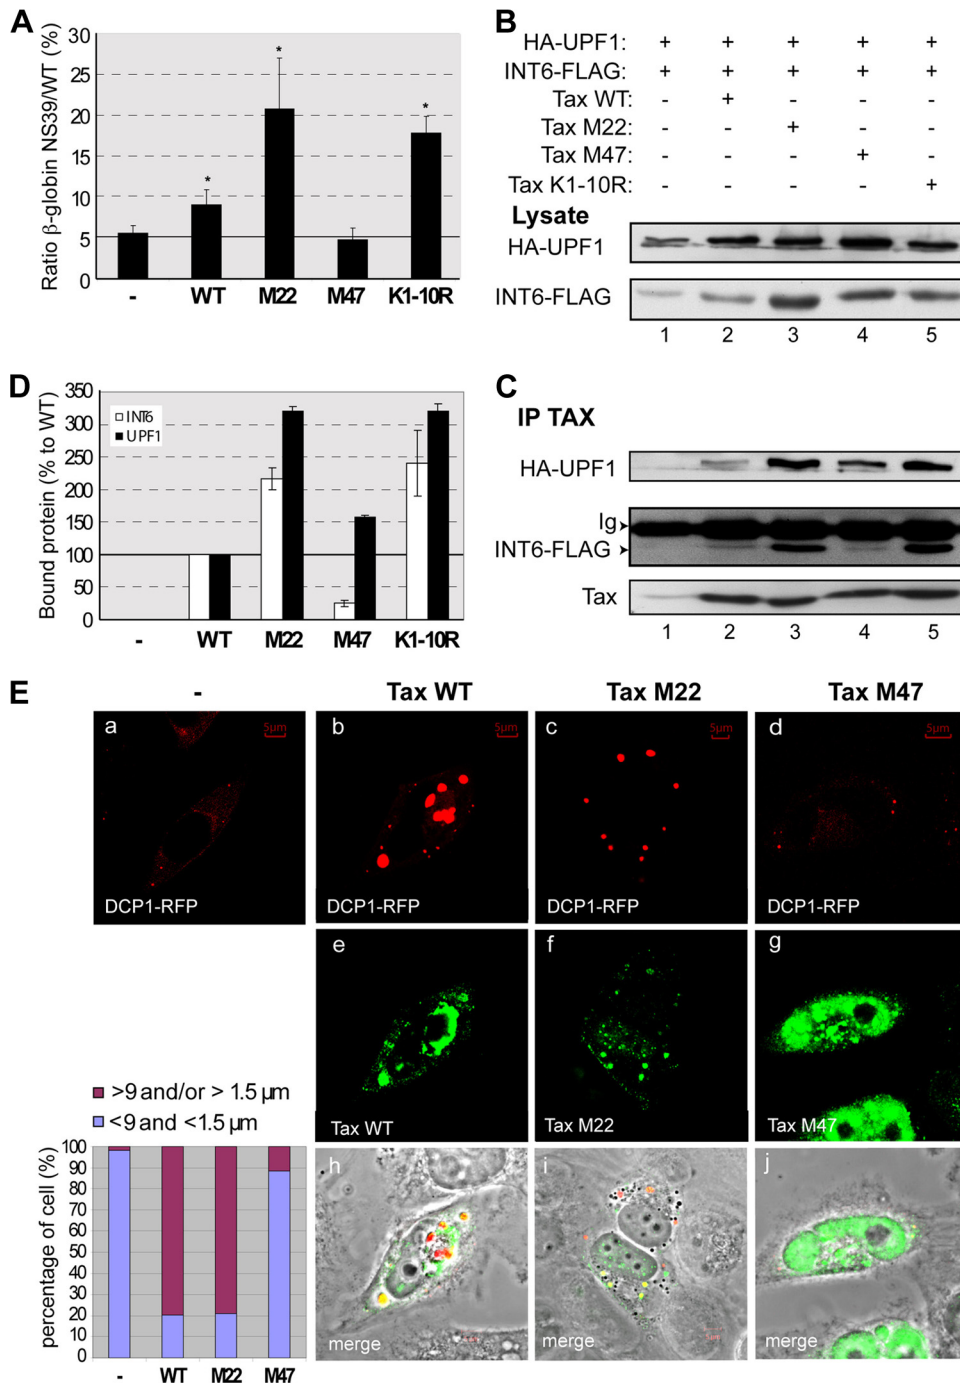 A
Ratio β-globin NS39/WT (%)
30
25
20
15
10
5
0
*
*
*
-
WT
M22
M47
K1-10R
B
HA-UPF1: + + + + +
INT6-FLAG: + + + + +
Tax WT: - + - - -
Tax M22: - - + - -
Tax M47: - - - + -
Tax K1-10R: - - - - +
Lysate
HA-UPF1
INT6-FLAG
1 2 3 4 5
D
Bound protein (% to WT)
350
300
250
200
150
100
50
0
INT6
UPF1
-
WT
M22
M47
K1-10R
C
IP TAX
HA-UPF1
Ig
INT6-FLAG
Tax
1 2 3 4 5
E
-
Tax WT
Tax M22
Tax M47
a
5µm
DCP1-RFP
b
5µm
DCP1-RFP
c
5µm
DCP1-RFP
d
5µm
DCP1-RFP
e
Tax WT
f
Tax M22
g
Tax M47
h
merge
i
merge
j
merge
>9 and/or > 1.5 µm
<9 and <1.5 µm
percentage of cell (%)
100
90
80
70
60
50
40
30
20
10
0
-
WT
M22
M47